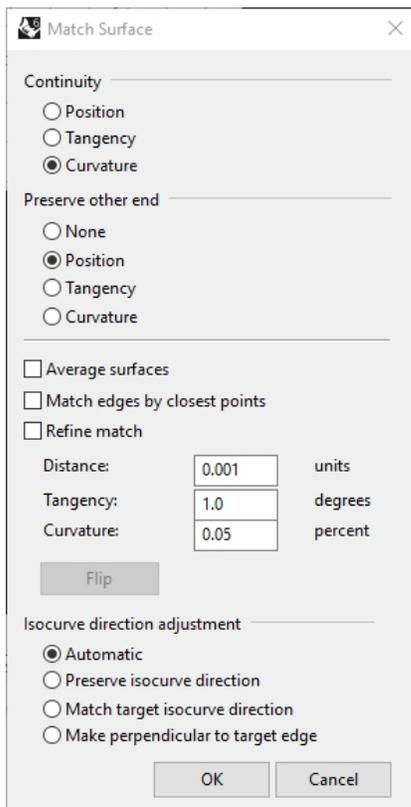 Match Surface
Continuity
Position
Tangency
Curvature
Preserve other end
None
Position
Tangency
Curvature
Average surfaces
Match edges by closest points
Refine match
Distance: 0.001 units
Tangency: 1.0 degrees
Curvature: 0.05 percent
Flip
Isocurve direction adjustment
Automatic
Preserve isocurve direction
Match target isocurve direction
Make perpendicular to target edge
OK Cancel